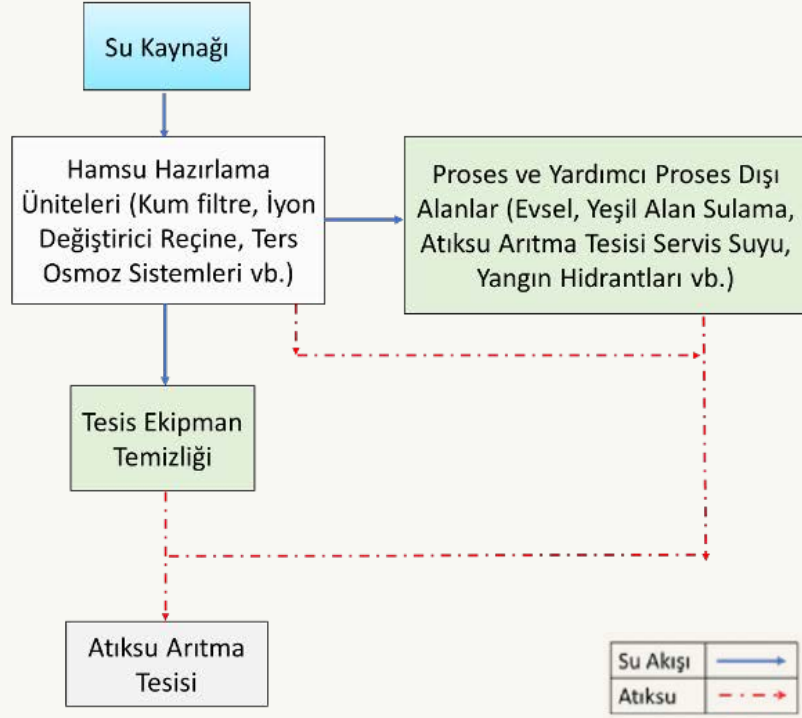 Su Kaynağı
Hamsu Hazırlama
Üniteleri (Kum filtre, İyon
Değiştirici Reçine, Ters
Osmoz Sistemleri vb.)
Proses ve Yardımcı Proses Dışı
Alanlar (Evsel, Yeşil Alan Sulama,
Atıksu Arıtma Tesisi Servis Suyu,
Yangın Hidrantları vb.)
Tesis Ekipman
Temizliği
Atıksu Arıtma
Tesisi
Su Akışı
Atıksu